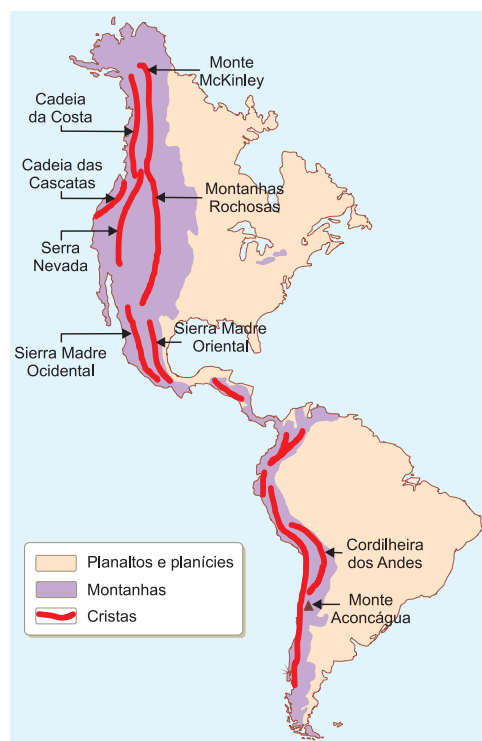 Monte
McKinley
Cadeia
da Costa
Cadeia das
Cascatas
Montanhas
Rochosas
Serra
Nevada
Sierra Madre
Oriental
Sierra Madre
Ocidental
Cordilheira
dos Andes
Monte
Aconcágua
Planaltos e planícies
Montanhas
Cristas